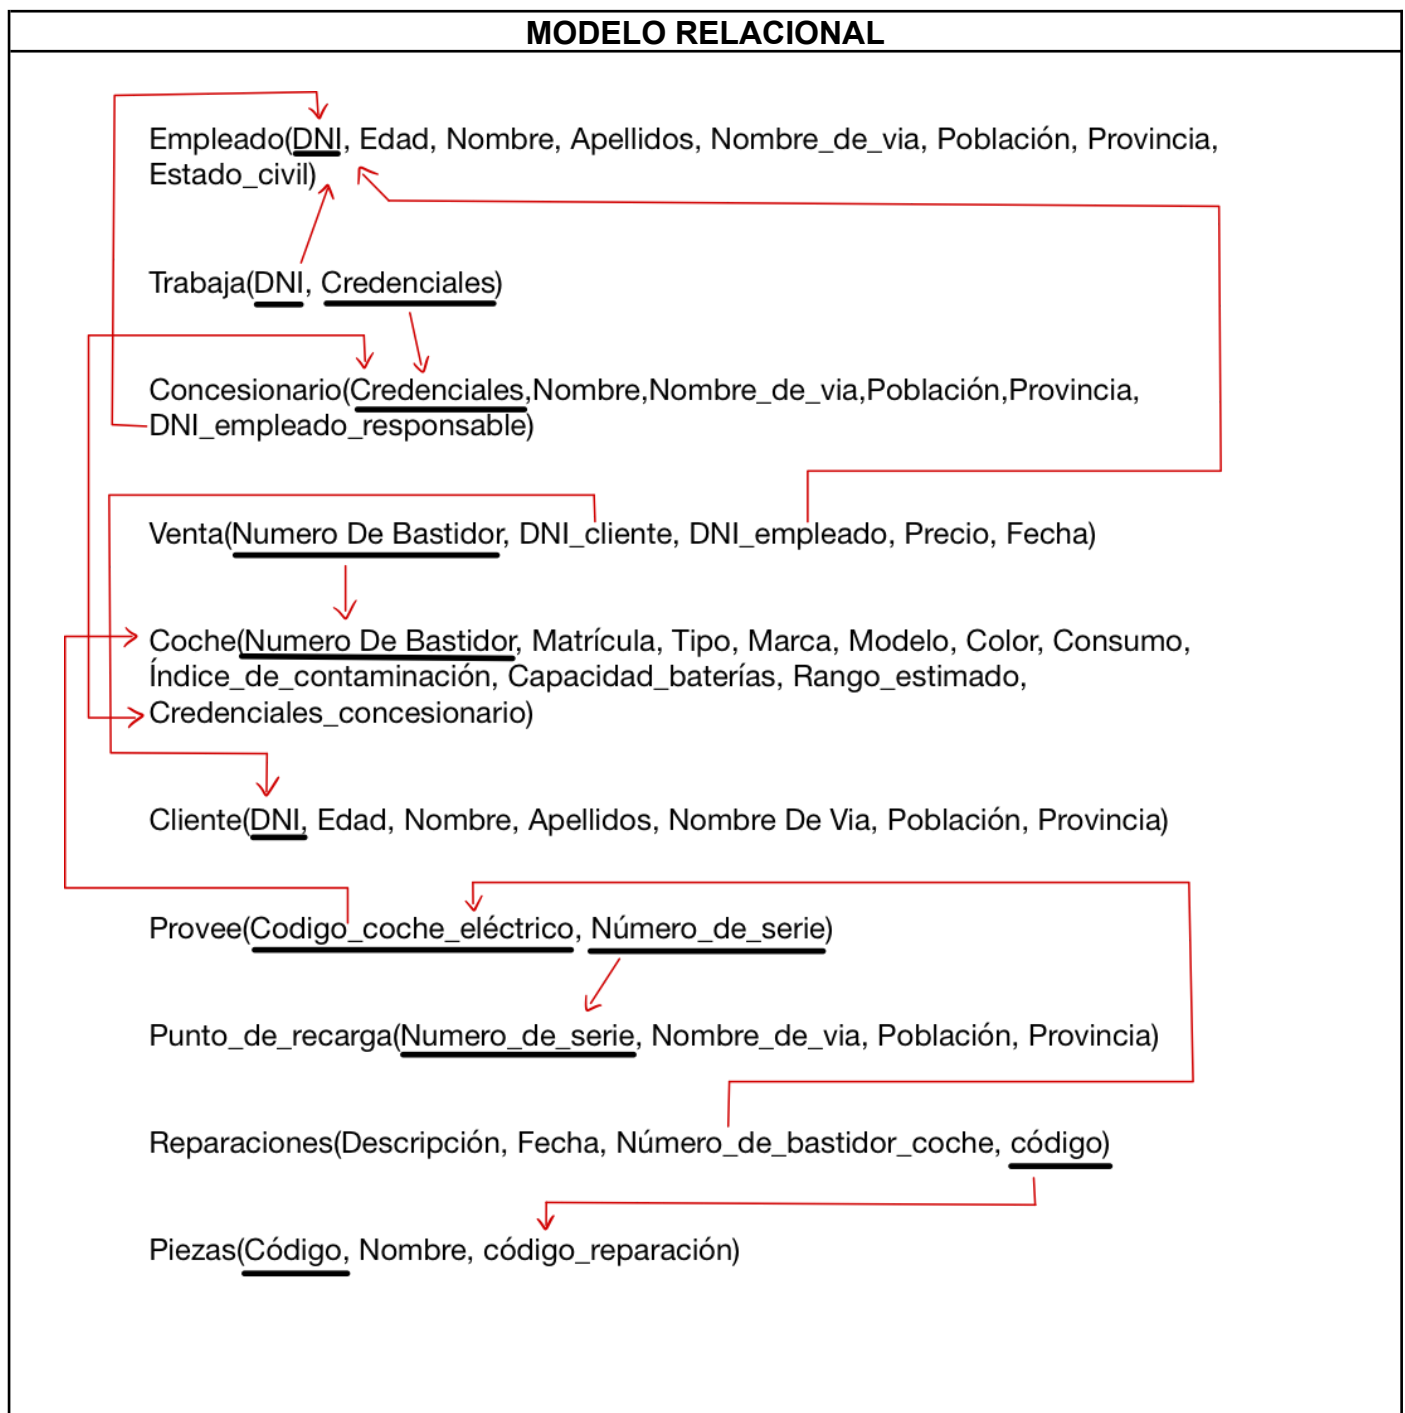 MODELO RELACIONAL
Empleado(DNI, Edad, Nombre, Apellidos, Nombre_de_via, Población, Provincia,
Estado_civil)
Trabaja(DNI, Credenciales)
Concesionario(Credenciales,Nombre,Nombre_de_via,Población,Provincia,
DNI_empleado_responsable)
Venta(Numero De Bastidor, DNI_cliente, DNI_empleado, Precio, Fecha)
Coche(Numero De Bastidor, Matrícula, Tipo, Marca, Modelo, Color, Consumo,
Índice_de_contaminación, Capacidad_baterías, Rango_estimado,
Credenciales_concesionario)
Cliente(DNI, Edad, Nombre, Apellidos, Nombre De Via, Población, Provincia)
Provee(Codigo_coche_eléctrico, Número_de_serie)
Punto_de_recarga(Numero_de_serie, Nombre_de_via, Población, Provincia)
Reparaciones(Descripción, Fecha, Número_de_bastidor_coche, código)
Piezas(Código, Nombre, código_reparación)